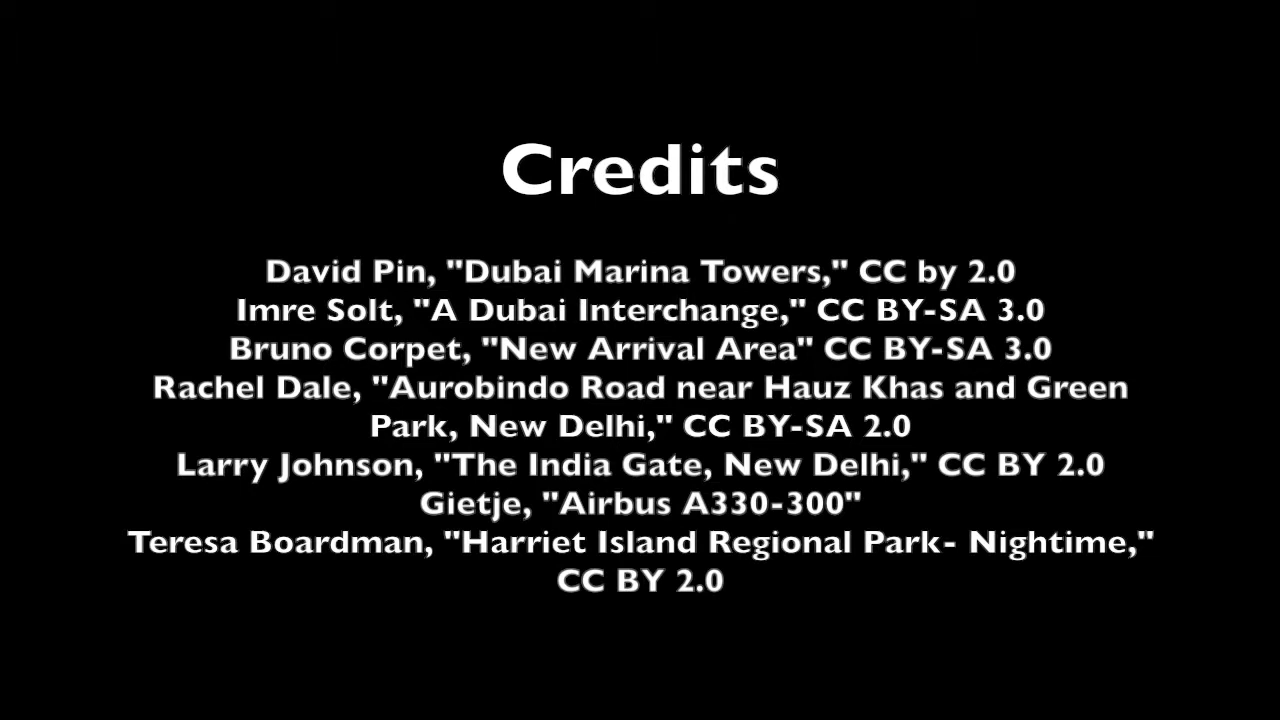 Credits
David Pin, "Dubai Marina Towers," CC by 2.0
Imre Solt, "A Dubai Interchange," CC BY-SA 3.0
Bruno Corpet, "New Arrival Area" CC BY-SA 3.0
Rachel Dale, "Aurobindo Road near Hauz Khas and Green
Park, New Delhi," CC BY-SA 2.0
Larry Johnson, "The India Gate, New Delhi," CC BY 2.0
Gietje, "Airbus A330-300"
Teresa Boardman, "Harriet Island Regional Park- Nightime,"
CC BY 2.0